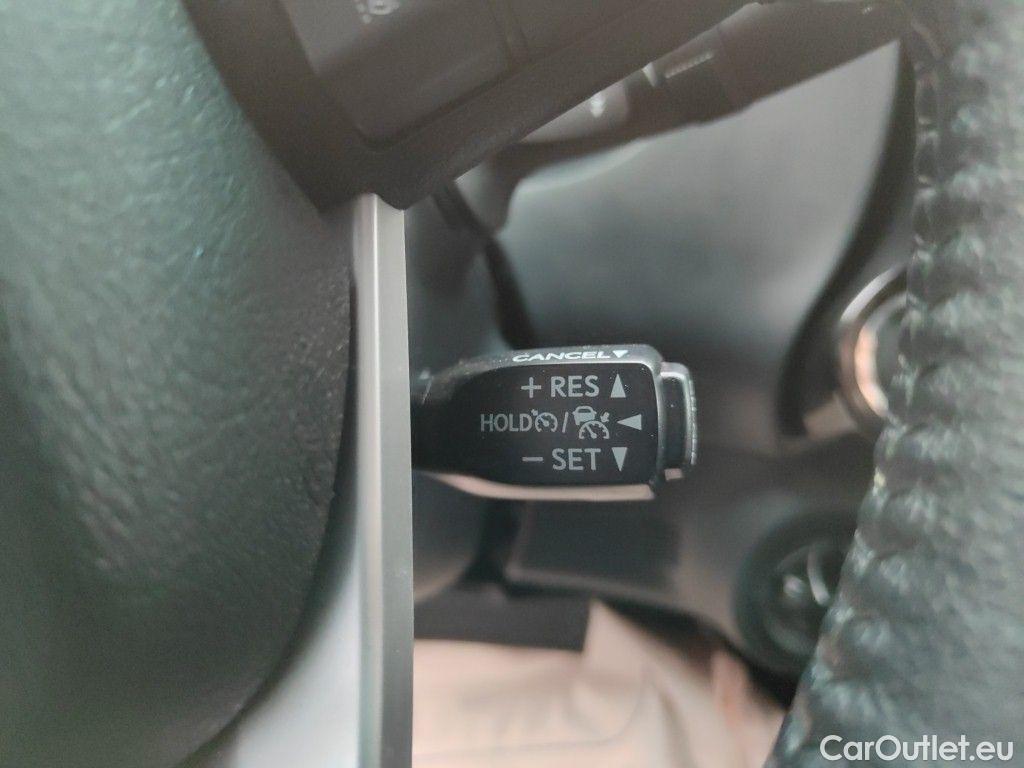 CANCEL▼
+ RES ▲
HOLD / ◀
− SET ▼
CarOutlet.eu